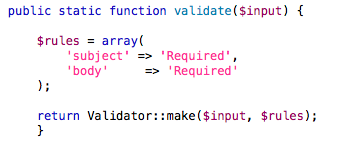 public static function validate($input) {
$rules = array(
'subject' => 'Required',
'body' => 'Required'
);
return Validator::make($input, $rules);
}